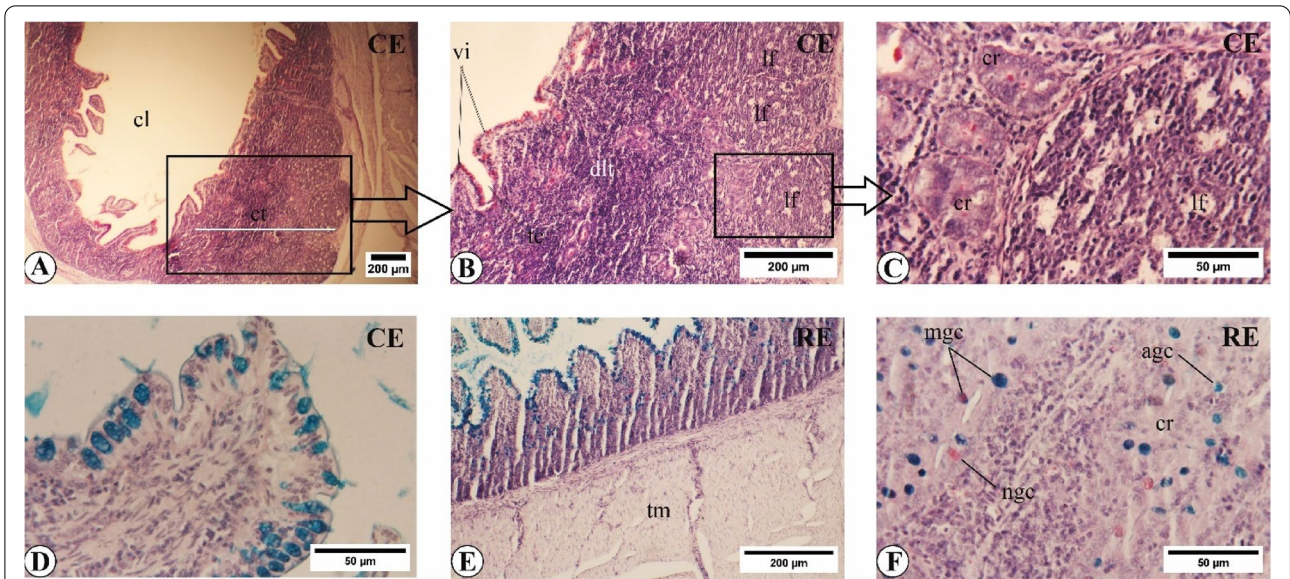 CE
cl
ct
200 µm
A
vi
CE
lf
lf
dlt
lf
tc
200 µm
B
CE
cr
cr
lf
50 µm
C
CE
50 µm
D
RE
tm
200 µm
E
RE
mgc
agc
cr
ngc
50 µm
F